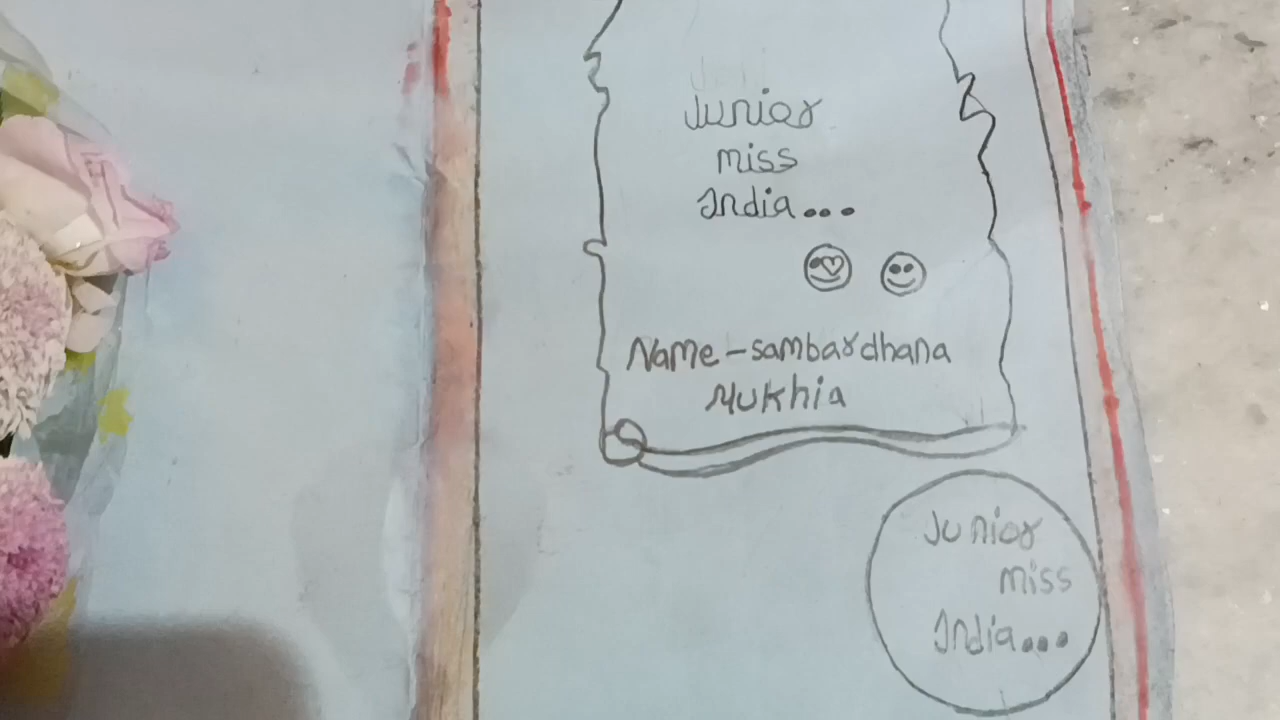 Junior
miss
India...
Name-sambardhana
Mukhia
Junior
miss
India...